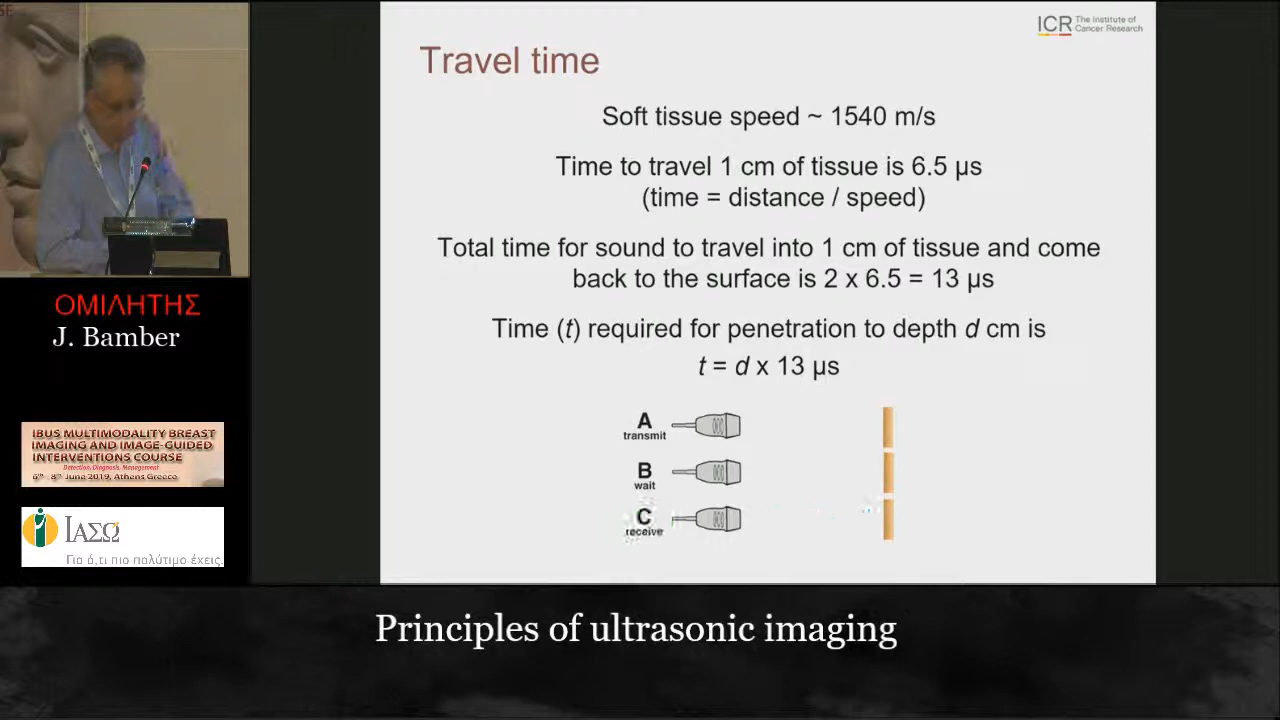 ICR The Institute of
Cancer Research
Travel time
Soft tissue speed ~ 1540 m/s
Time to travel 1 cm of tissue is 6.5 µs
(time = distance / speed)
Total time for sound to travel into 1 cm of tissue and come
back to the surface is 2 x 6.5 = 13 µs
Time (t) required for penetration to depth d cm is
t = d x 13 µs
A
transmit
B
wait
C
receive
ΟΜΙΛΗΤΗΣ
J. Bamber
IBUS MULTIMODALITY BREAST
IMAGING AND IMAGE-GUIDED
INTERVENTIONS COURSE
Detection, Diagnosis, Management
6th - 8th June 2019, Athens Greece
ΙΑΣΩ
Για ό,τι πιο πολύτιμο έχεις.
Principles of ultrasonic imaging